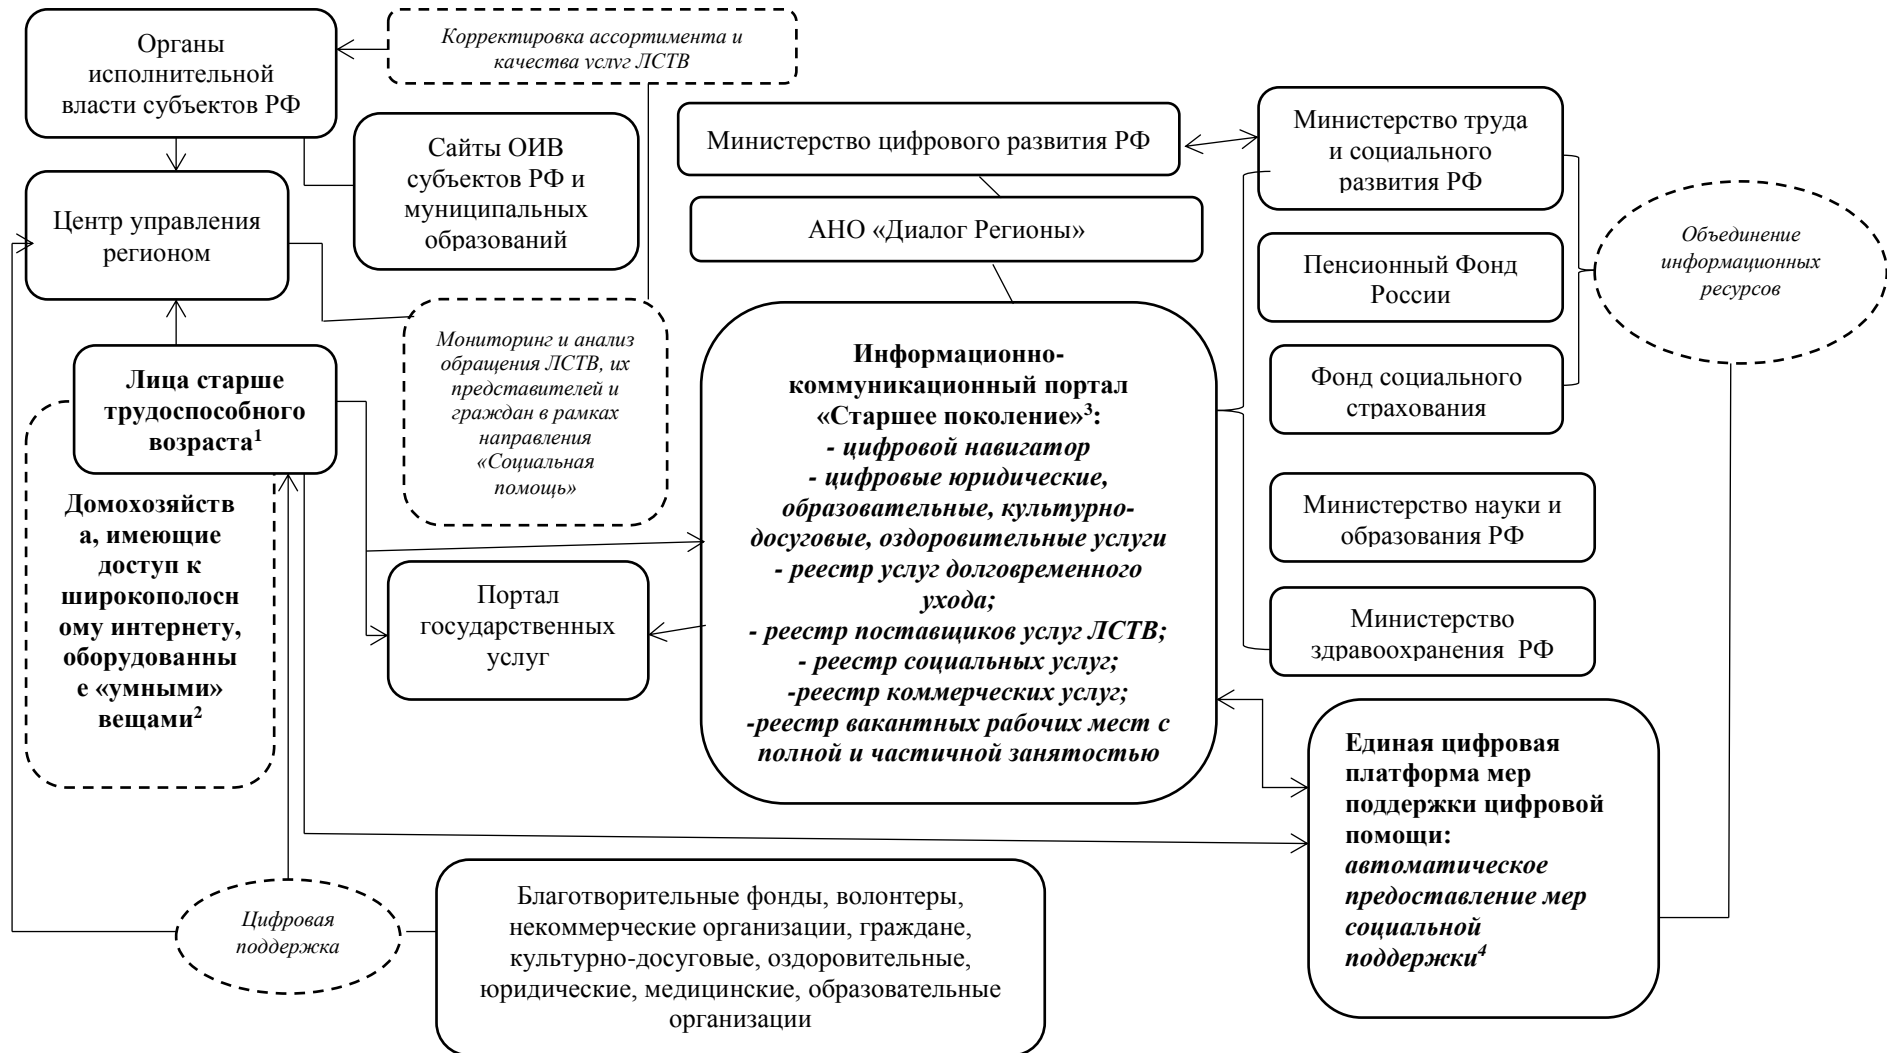 Органы
исполнительной
власти субъектов РФ
Корректировка ассортимента и
качества услуг ЛСТВ
Сайты ОИВ
субъектов РФ и
муниципальных
образований
Министерство цифрового развития РФ
Министерство труда
и социального
развития РФ
Центр управления
регионом
АНО «Диалог Регионы»
Пенсионный Фонд
России
Объединение
информационных
ресурсов
Мониторинг и анализ
обращения ЛСТВ, их
представителей и
граждан в рамках
направления
«Социальная
помощь»
Лица старше
трудоспособного
возраста¹
Информационно-
коммуникационный портал
«Старшее поколение»³:
- цифровой навигатор
- цифровые юридические,
образовательные, культурно-
досуговые, оздоровительные услуги
- реестр услуг долговременного
ухода;
- реестр поставщиков услуг ЛСТВ;
- реестр социальных услуг;
-реестр коммерческих услуг;
-реестр вакантных рабочих мест с
полной и частичной занятостью
Фонд социального
страхования
Министерство науки и
образования РФ
Министерство
здравоохранения РФ
Домохозяйств
а, имеющие
доступ к
широкополосн
ому интернету,
оборудованны
е «умными»
вещами²
Портал
государственных
услуг
Единая цифровая
платформа мер
поддержки цифровой
помощи:
автоматическое
предоставление мер
социальной
поддержки⁴
Цифровая
поддержка
Благотворительные фонды, волонтеры,
некоммерческие организации, граждане,
культурно-досуговые, оздоровительные,
юридические, медицинские, образовательные
организации